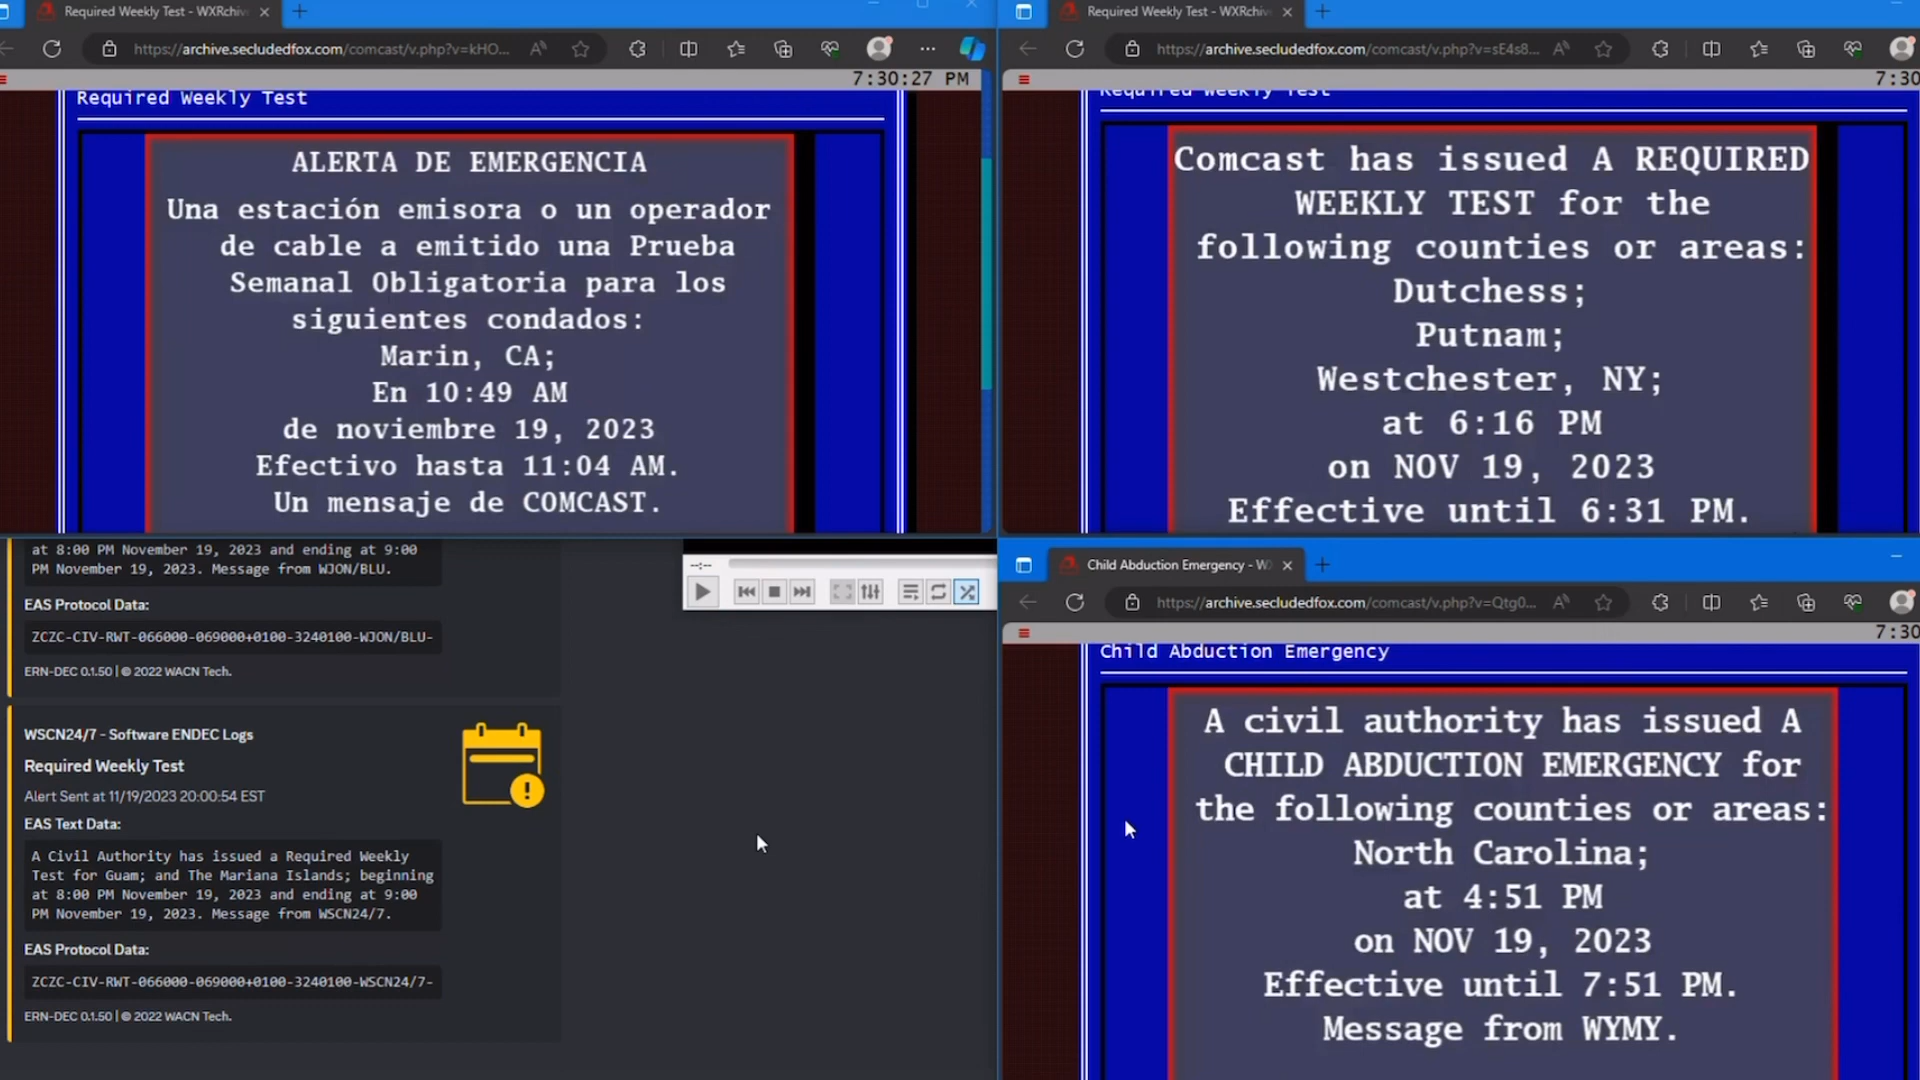 Required Weekly Test - WXRchiv
https://archive.secludedfox.com/comcast/v.php?v=kHO...
7:30:27 PM
Required Weekly Test
ALERTA DE EMERGENCIA
Una estación emisora o un operador
de cable a emitido una Prueba
Semanal Obligatoria para los
siguientes condados:
Marin, CA;
En 10:49 AM
de noviembre 19, 2023
Efectivo hasta 11:04 AM.
Un mensaje de COMCAST.
Required Weekly Test - WXRchiv
https://archive.secludedfox.com/comcast/v.php?v=sE4s8...
7:30
Required Weekly Test
Comcast has issued A REQUIRED
WEEKLY TEST for the
following counties or areas:
Dutchess;
Putnam;
Westchester, NY;
at 6:16 PM
on NOV 19, 2023
Effective until 6:31 PM.
at 8:00 PM November 19, 2023 and ending at 9:00
PM November 19, 2023. Message from WJON/BLU.
EAS Protocol Data:
ZCZC-CIV-RWT-066000-069000+0100-3240100-WJON/BLU-
ERN-DEC 0.1.50 | © 2022 WACN Tech.
WSCN24/7 - Software ENDEC Logs
Required Weekly Test
Alert Sent at 11/19/2023 20:00:54 EST
EAS Text Data:
A Civil Authority has issued a Required Weekly
Test for Guam; and The Mariana Islands; beginning
at 8:00 PM November 19, 2023 and ending at 9:00
PM November 19, 2023. Message from WSCN24/7.
EAS Protocol Data:
ZCZC-CIV-RWT-066000-069000+0100-3240100-WSCN24/7-
ERN-DEC 0.1.50 | © 2022 WACN Tech.
--:--
Child Abduction Emergency - W
https://archive.secludedfox.com/comcast/v.php?v=Qtg0...
7:30
Child Abduction Emergency
A civil authority has issued A
CHILD ABDUCTION EMERGENCY for
the following counties or areas:
North Carolina;
at 4:51 PM
on NOV 19, 2023
Effective until 7:51 PM.
Message from WYMY.